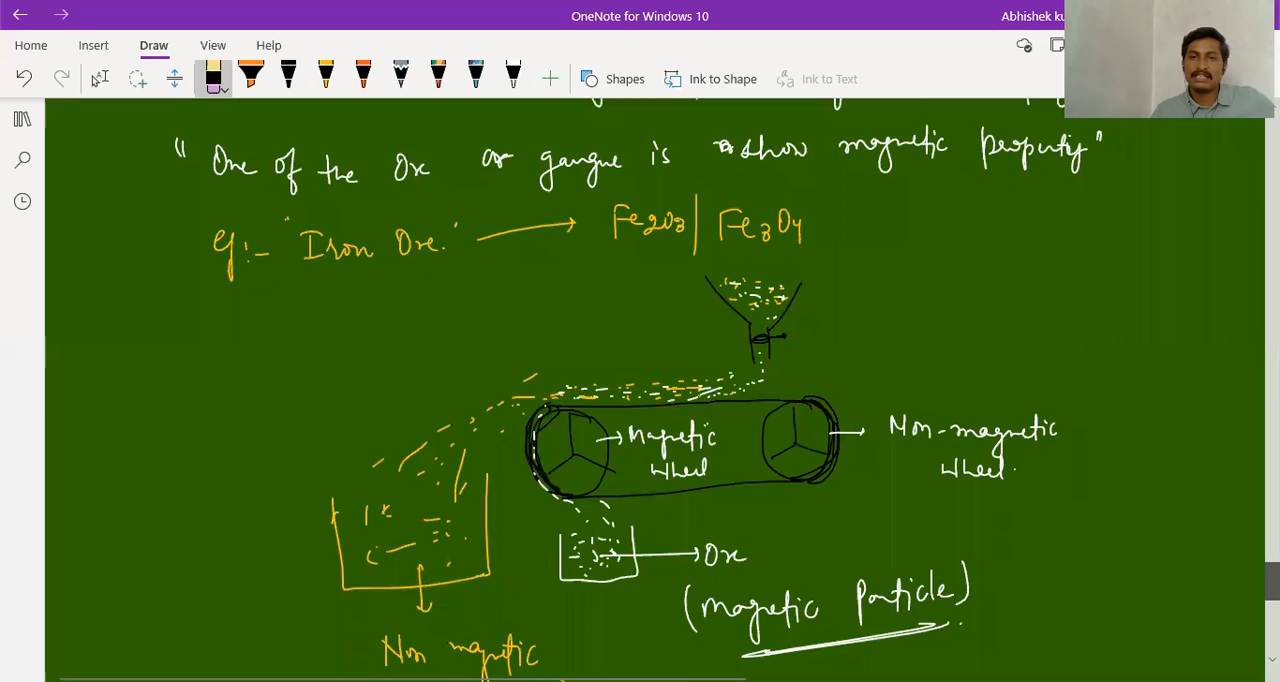 OneNote for Windows 10
Abhishek ku
Home Insert Draw View Help
Shapes Ink to Shape Ink to Text
" One of the Ore or gangue is show magnetic property"
Eg:- "Iron Ore." → Fe2O3 | Fe3O4
Magnetic wheel
Non-magnetic wheel.
Ore
(magnetic particle)
Non magnetic